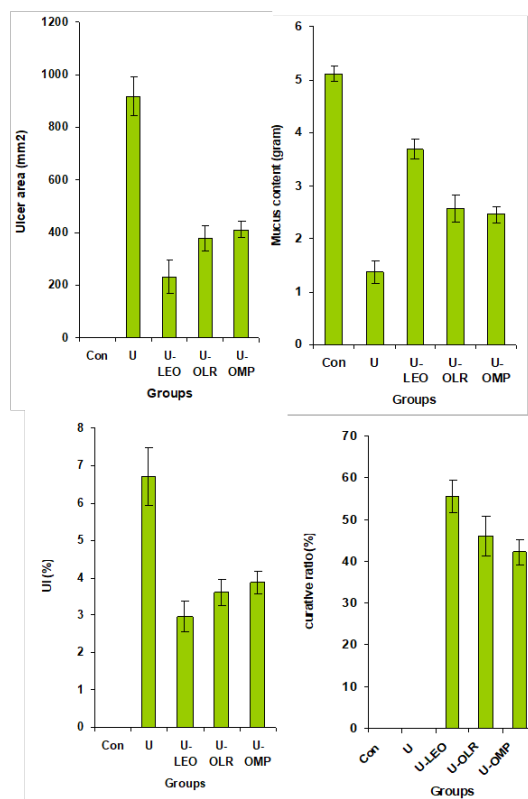 Ulcer area (mm2)
1200
1000
800
600
400
200
0
Con U U- U- U-
LEO OLR OMP
Groups
Mucus content (gram)
6
5
4
3
2
1
0
Con U U- U- U-
LEO OLR OMP
Groups
UI (%)
8
7
6
5
4
3
2
1
0
Con U U- U- U-
LEO OLR OMP
Groups
curative ratio (%)
70
60
50
40
30
20
10
0
Con U U-LEO U-OLR U-OMP
Groups